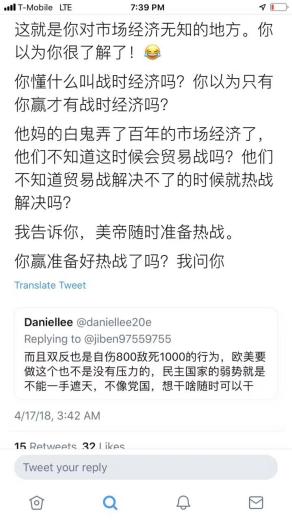 T-Mobile LTE 7:39 PM
这就是你对市场经济无知的地方。你
以为你很了解了！😂
你懂什么叫战时经济吗？你以为只有
你赢才有战时经济吗？
他妈的白鬼弄了百年的市场经济了，
他们不知道这时候会贸易战吗？他们
不知道贸易战解决不了的时候就热战
解决吗？
我告诉你，美帝随时准备热战。
你赢准备好热战了吗？我问你
Translate Tweet
Daniellee @daniellee20e
Replying to @jiben97559755
而且双反也是自伤800敌死1000的行为，欧美要
做这个也不是没有压力的，民主国家的弱势就是
不能一手遮天，不像党国，想干啥随时可以干
4/17/18, 3:42 AM
15 Retweets 32 Likes
Tweet your reply